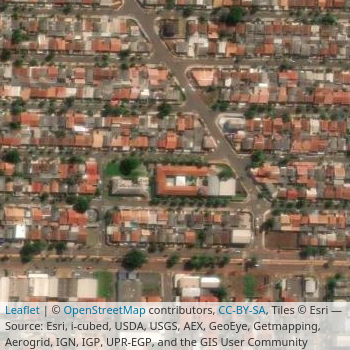 Leaflet | © OpenStreetMap contributors, CC-BY-SA, Tiles © Esri —
Source: Esri, i-cubed, USDA, USGS, AEX, GeoEye, Getmapping,
Aerogrid, IGN, IGP, UPR-EGP, and the GIS User Community